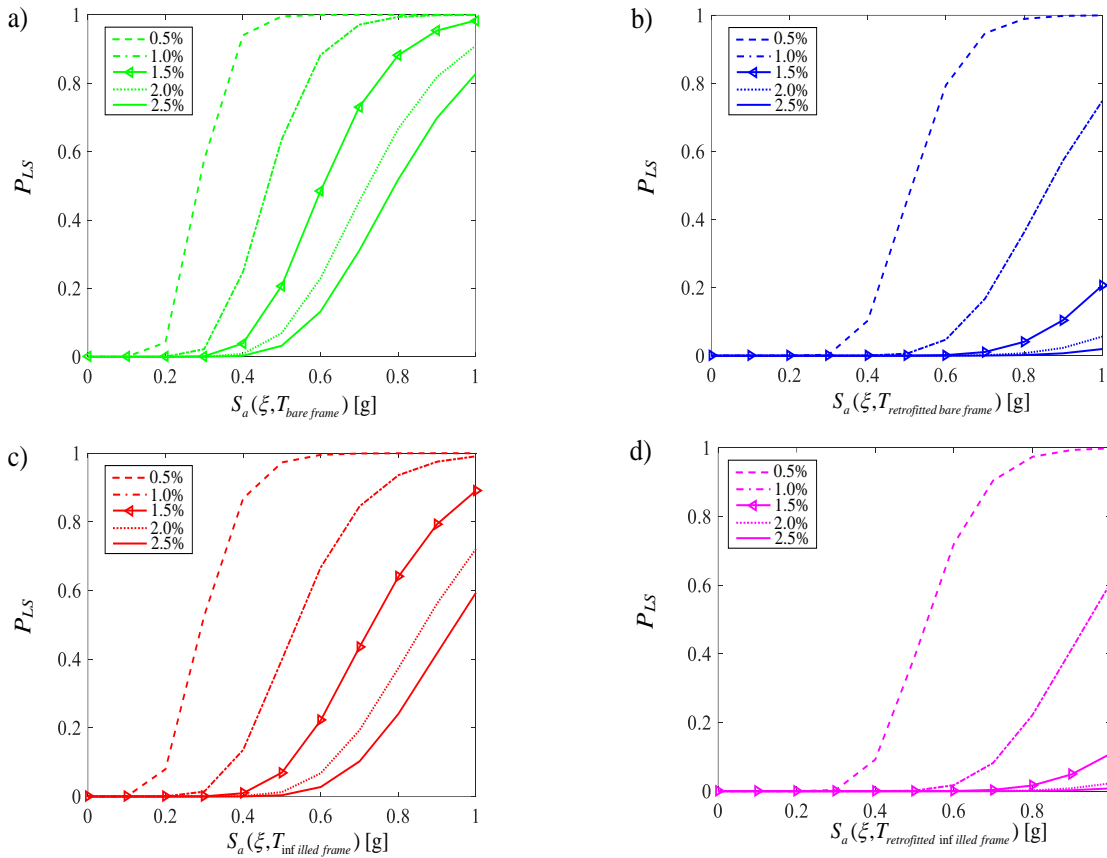 a)
1
0.8
0.6
0.4
0.2
0
P_LS
0.5%
1.0%
1.5%
2.0%
2.5%
0 0.2 0.4 0.6 0.8 1
S_a(ξ,T_bare frame) [g]
b)
1
0.8
0.6
0.4
0.2
0
P_LS
0.5%
1.0%
1.5%
2.0%
2.5%
0 0.2 0.4 0.6 0.8 1
S_a(ξ,T_retrofitted bare frame) [g]
c)
1
0.8
0.6
0.4
0.2
0
P_LS
0.5%
1.0%
1.5%
2.0%
2.5%
0 0.2 0.4 0.6 0.8 1
S_a(ξ,T_inf illed frame) [g]
d)
1
0.8
0.6
0.4
0.2
0
P_LS
0.5%
1.0%
1.5%
2.0%
2.5%
0 0.2 0.4 0.6 0.8
S_a(ξ,T_retrofitted inf illed frame) [g]